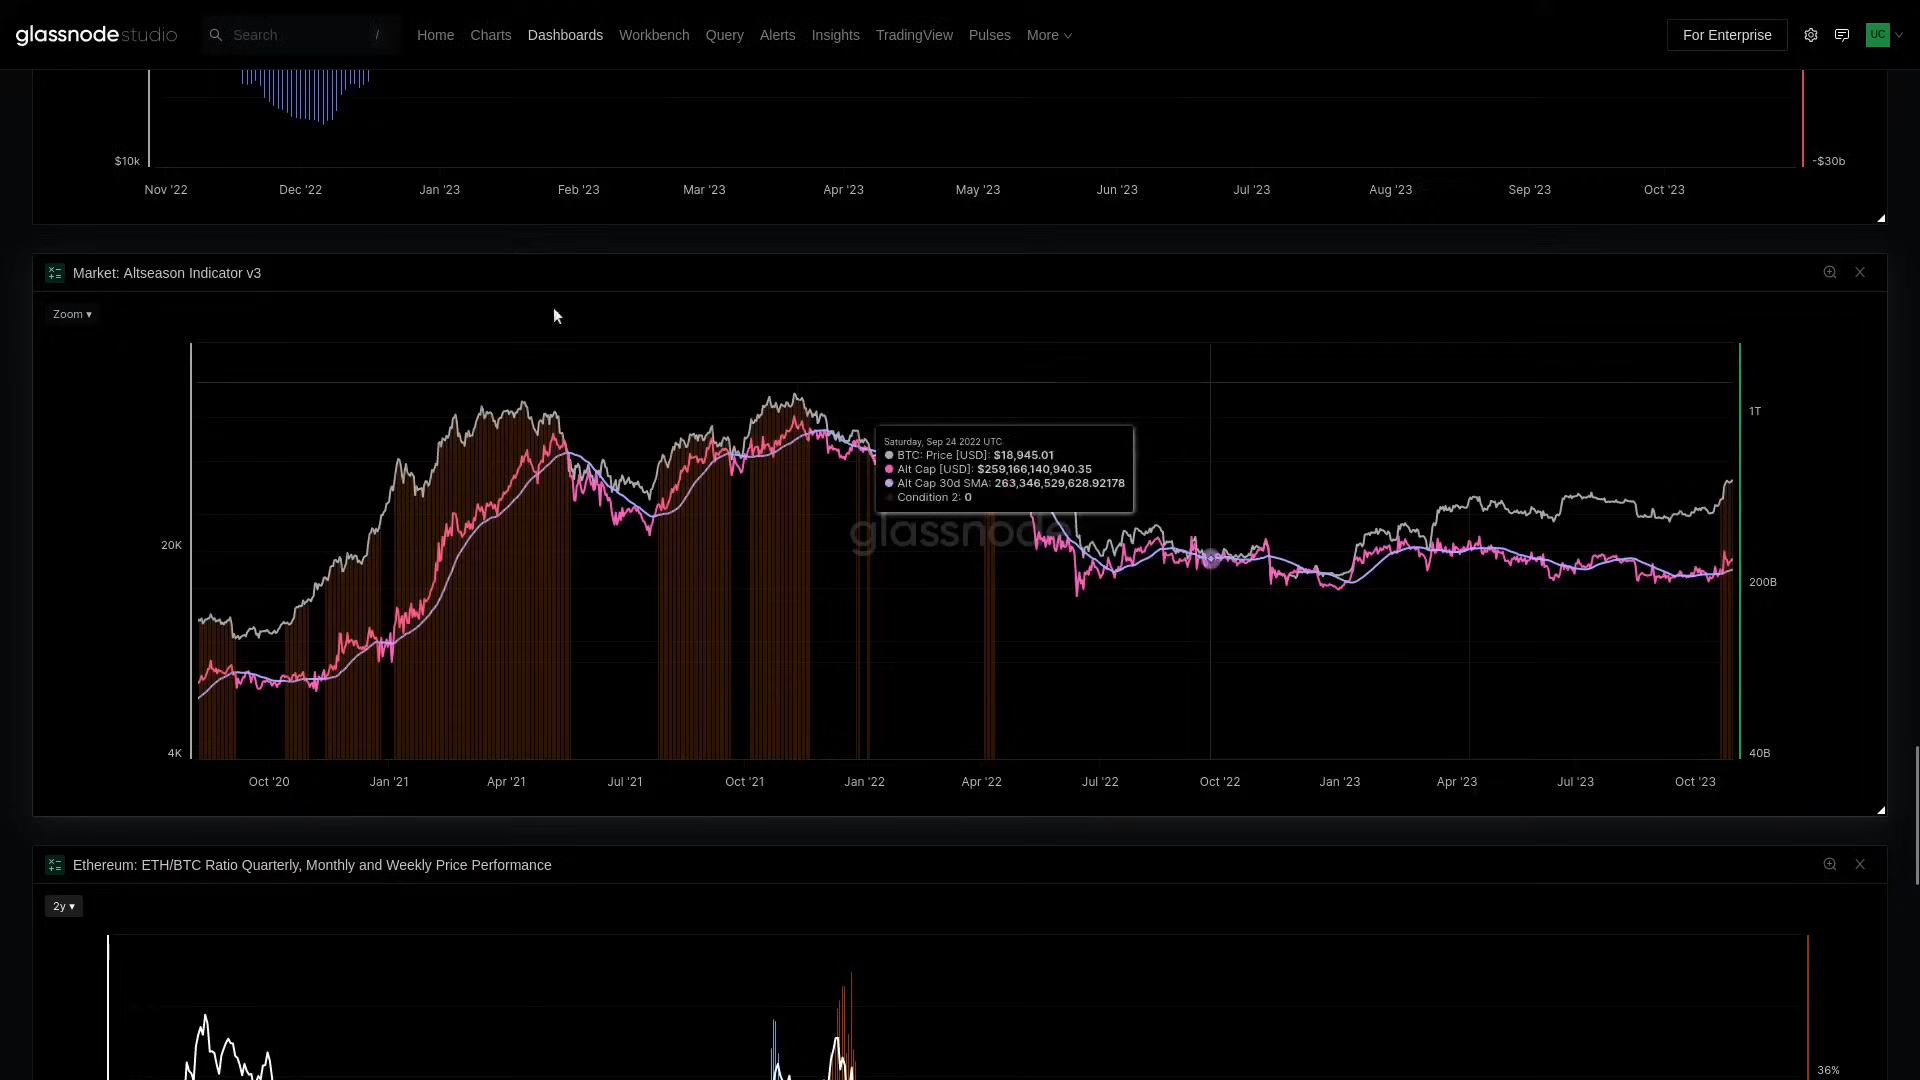 glassnodestudio
Search /
Home Charts Dashboards Workbench Query Alerts Insights TradingView Pulses More
For Enterprise
UC
$10k -$30b
Nov '22 Dec '22 Jan '23 Feb '23 Mar '23 Apr '23 May '23 Jun '23 Jul '23 Aug '23 Sep '23 Oct '23
Market: Altseason Indicator v3
Zoom ▾
1T
Saturday, Sep 24 2022 UTC
BTC: Price [USD]: $18,945.01
Alt Cap [USD]: $259,166,140,940.35
Alt Cap 30d SMA: 263,346,529,628.92178
Condition 2: 0
glassnode
20K
200B
4K 40B
Oct '20 Jan '21 Apr '21 Jul '21 Oct '21 Jan '22 Apr '22 Jul '22 Oct '22 Jan '23 Apr '23 Jul '23 Oct '23
Ethereum: ETH/BTC Ratio Quarterly, Monthly and Weekly Price Performance
2y ▾
36%